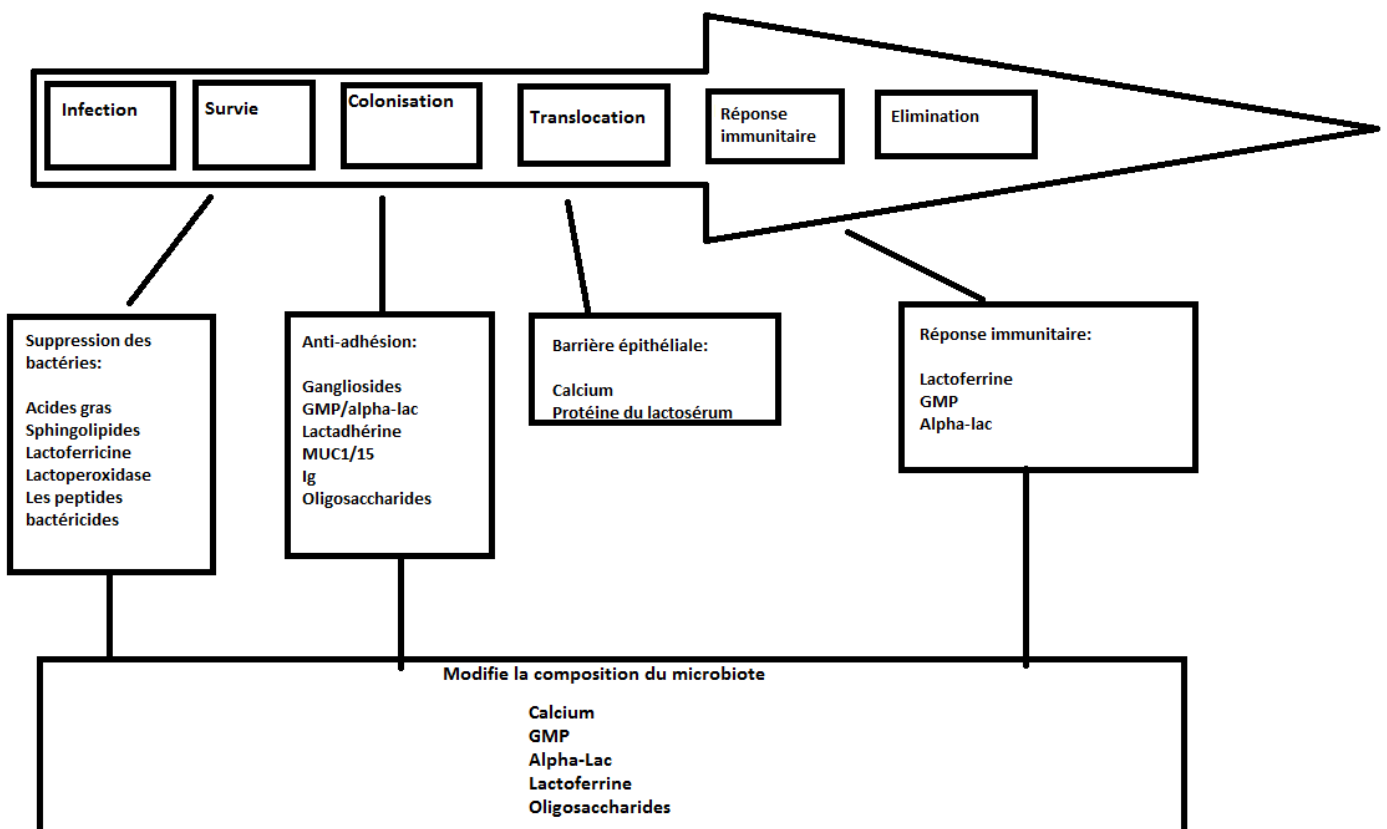 Infection
Survie
Colonisation
Translocation
Réponse
immunitaire
Elimination
Suppression des
bactéries:
Acides gras
Sphingolipides
Lactoferricine
Lactoperoxidase
Les peptides
bactéricides
Anti-adhésion:
Gangliosides
GMP/alpha-lac
Lactadhérine
MUC1/15
Ig
Oligosaccharides
Barrière épithéliale:
Calcium
Protéine du lactosérum
Réponse immunitaire:
Lactoferrine
GMP
Alpha-lac
Modifie la composition du microbiote
Calcium
GMP
Alpha-Lac
Lactoferrine
Oligosaccharides